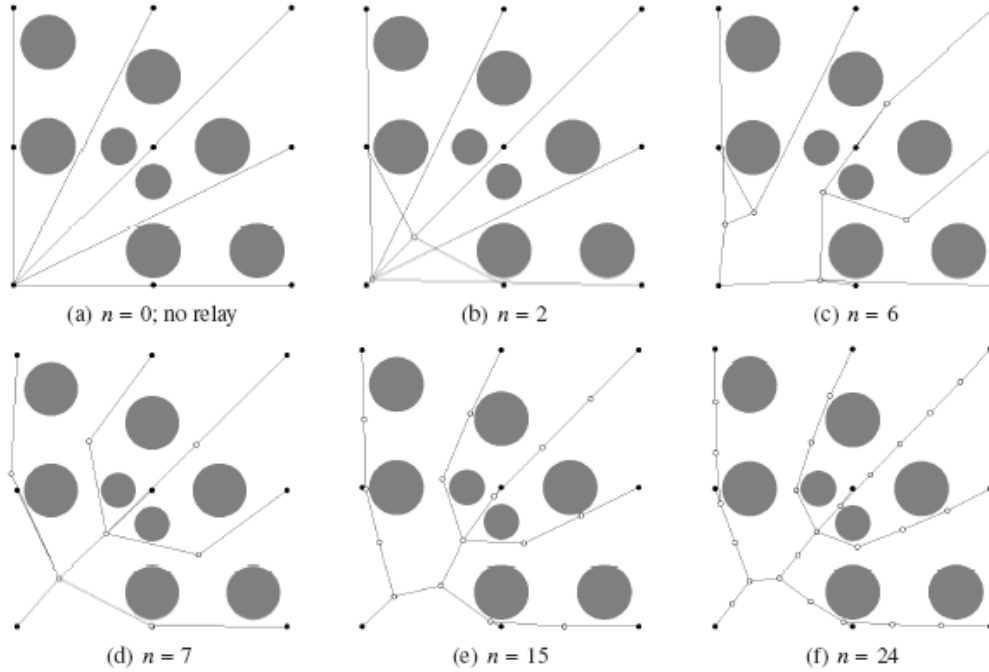 (a) n = 0; no relay
(b) n = 2
(c) n = 6
(d) n = 7
(e) n = 15
(f) n = 24